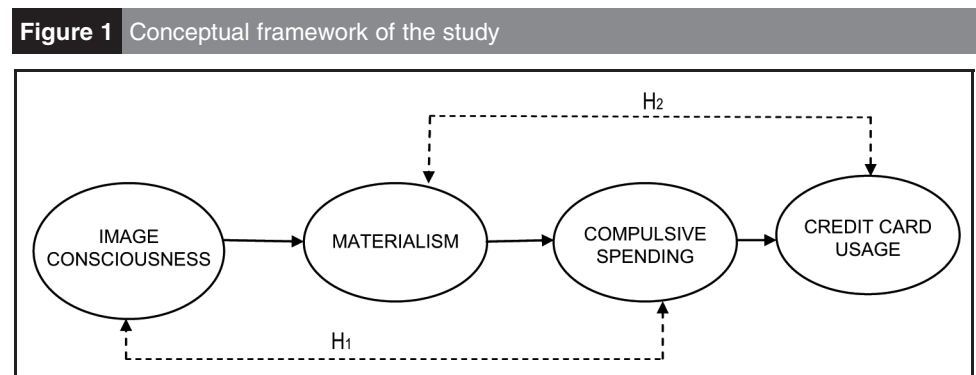 Figure 1 Conceptual framework of the study
H2
IMAGE
CONSCIOUSNESS
MATERIALISM
COMPULSIVE
SPENDING
CREDIT CARD
USAGE
H1